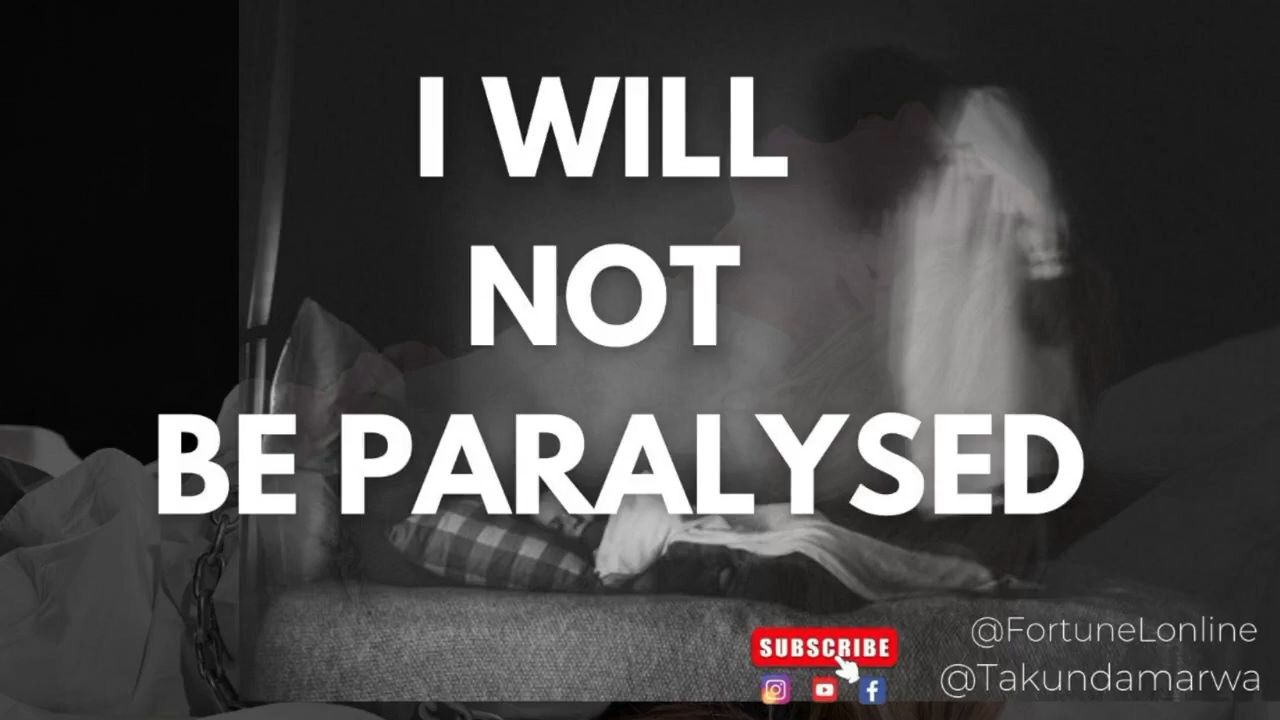 I WILL
NOT
BE PARALYSED
SUBSCRIBE
@FortuneLonline
@Takundamarwa